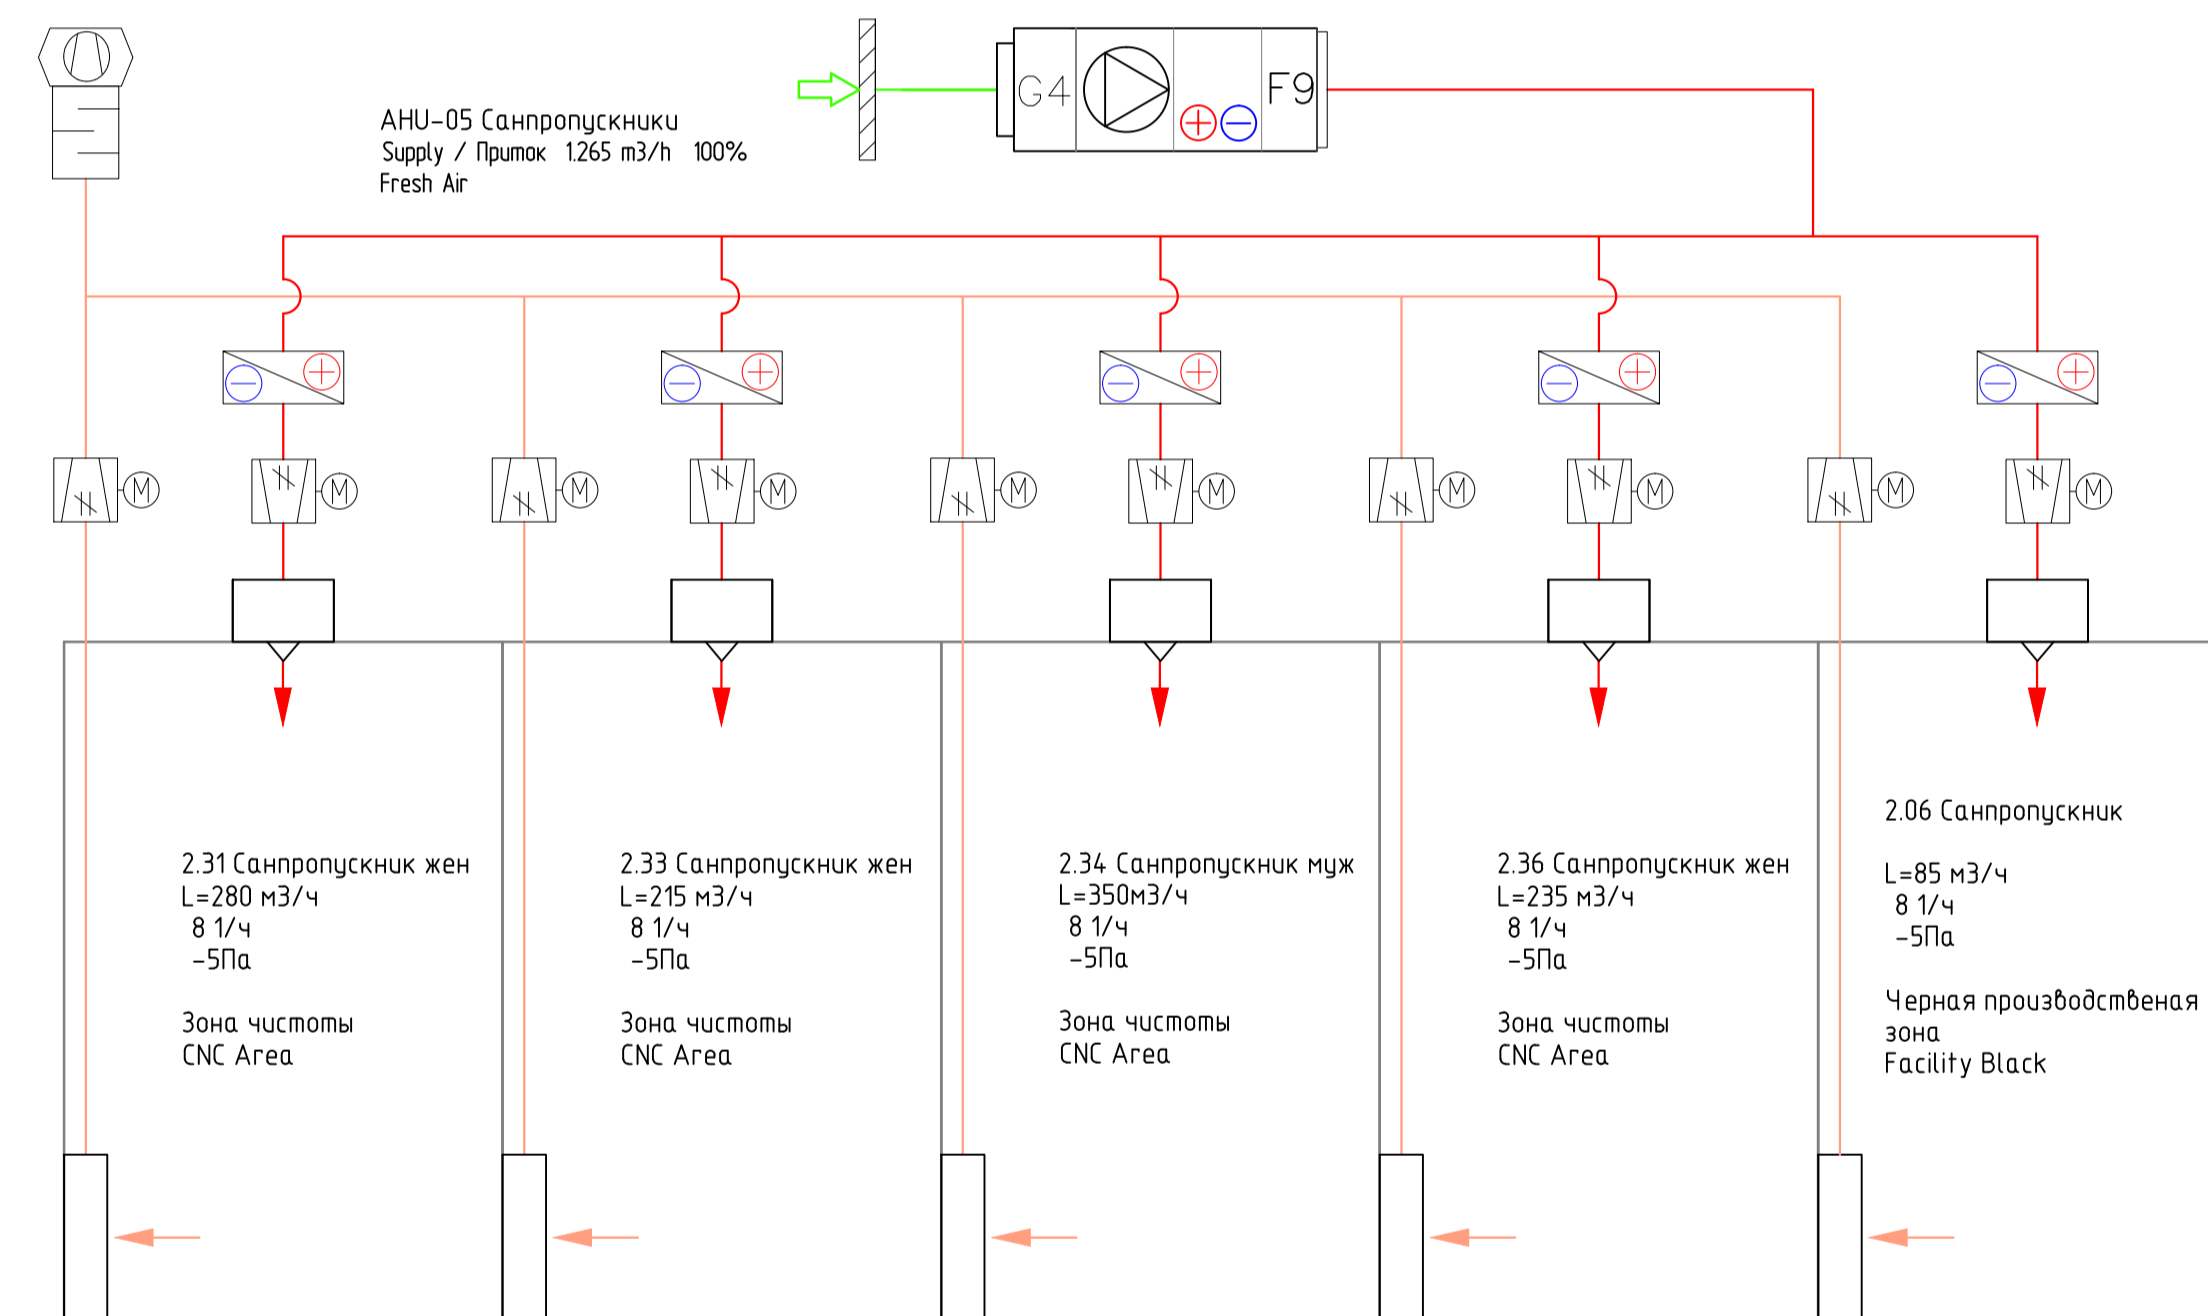 AHU-05 Санпропускники
Supply / Приток 1.265 m3/h 100%
Fresh Air
G4
F9
M
M
M
M
M
M
M
M
M
M
2.31 Санпропускник жен
L=280 м3/ч
8 1/ч
-5Па
Зона чистоты
CNC Area
2.33 Санпропускник жен
L=215 м3/ч
8 1/ч
-5Па
Зона чистоты
CNC Area
2.34 Санпропускник муж
L=350м3/ч
8 1/ч
-5Па
Зона чистоты
CNC Area
2.36 Санпропускник жен
L=235 м3/ч
8 1/ч
-5Па
Зона чистоты
CNC Area
2.06 Санпропускник
L=85 м3/ч
8 1/ч
-5Па
Черная производственая
зона
Facility Black